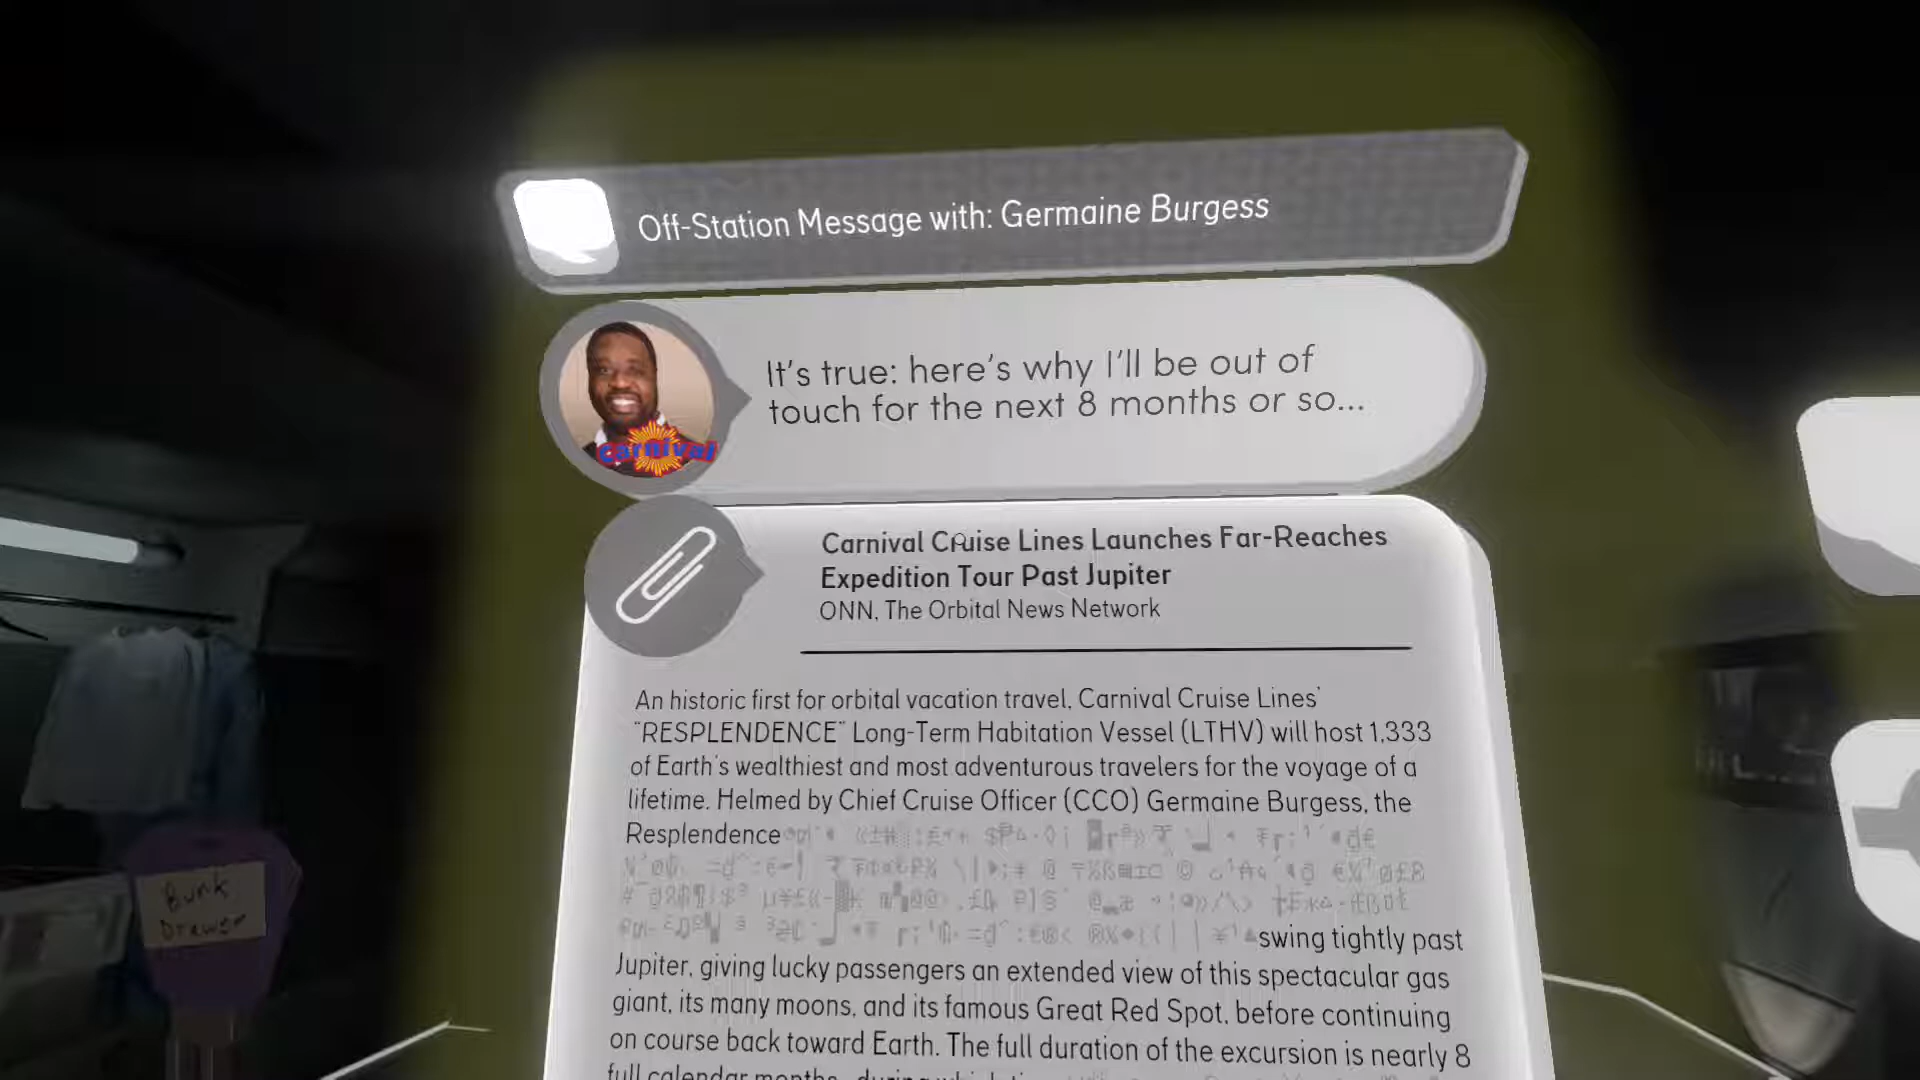 Off-Station Message with: Germaine Burgess
It's true: here's why I'll be out of
touch for the next 8 months or so...
Carnival
Carnival Cruise Lines Launches Far-Reaches
Expedition Tour Past Jupiter
ONN, The Orbital News Network
An historic first for orbital vacation travel, Carnival Cruise Lines'
"RESPLENDENCE" Long-Term Habitation Vessel (LTHV) will host 1,333
of Earth's wealthiest and most adventurous travelers for the voyage of a
lifetime. Helmed by Chief Cruise Officer (CCO) Germaine Burgess, the
Resplendence
swing tightly past
Jupiter, giving lucky passengers an extended view of this spectacular gas
giant, its many moons, and its famous Great Red Spot, before continuing
on course back toward Earth. The full duration of the excursion is nearly 8
full calendar months
Bunk
Drawer